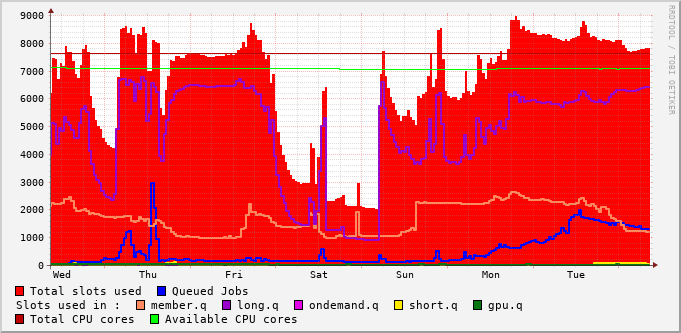 9000
8000
7000
6000
5000
4000
3000
2000
1000
0
Wed Thu Fri Sat Sun Mon Tue
RRDTOOL / TOBI OETIKER
Total slots used Queued Jobs
Slots used in : member.q long.q ondemand.q short.q gpu.q
Total CPU cores Available CPU cores